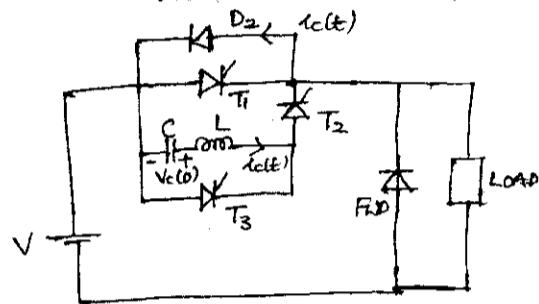 D₂ ic(t)
T₁
C L T₂
- +
Vc(0) ic(t)
T₃
V FWD LOAD